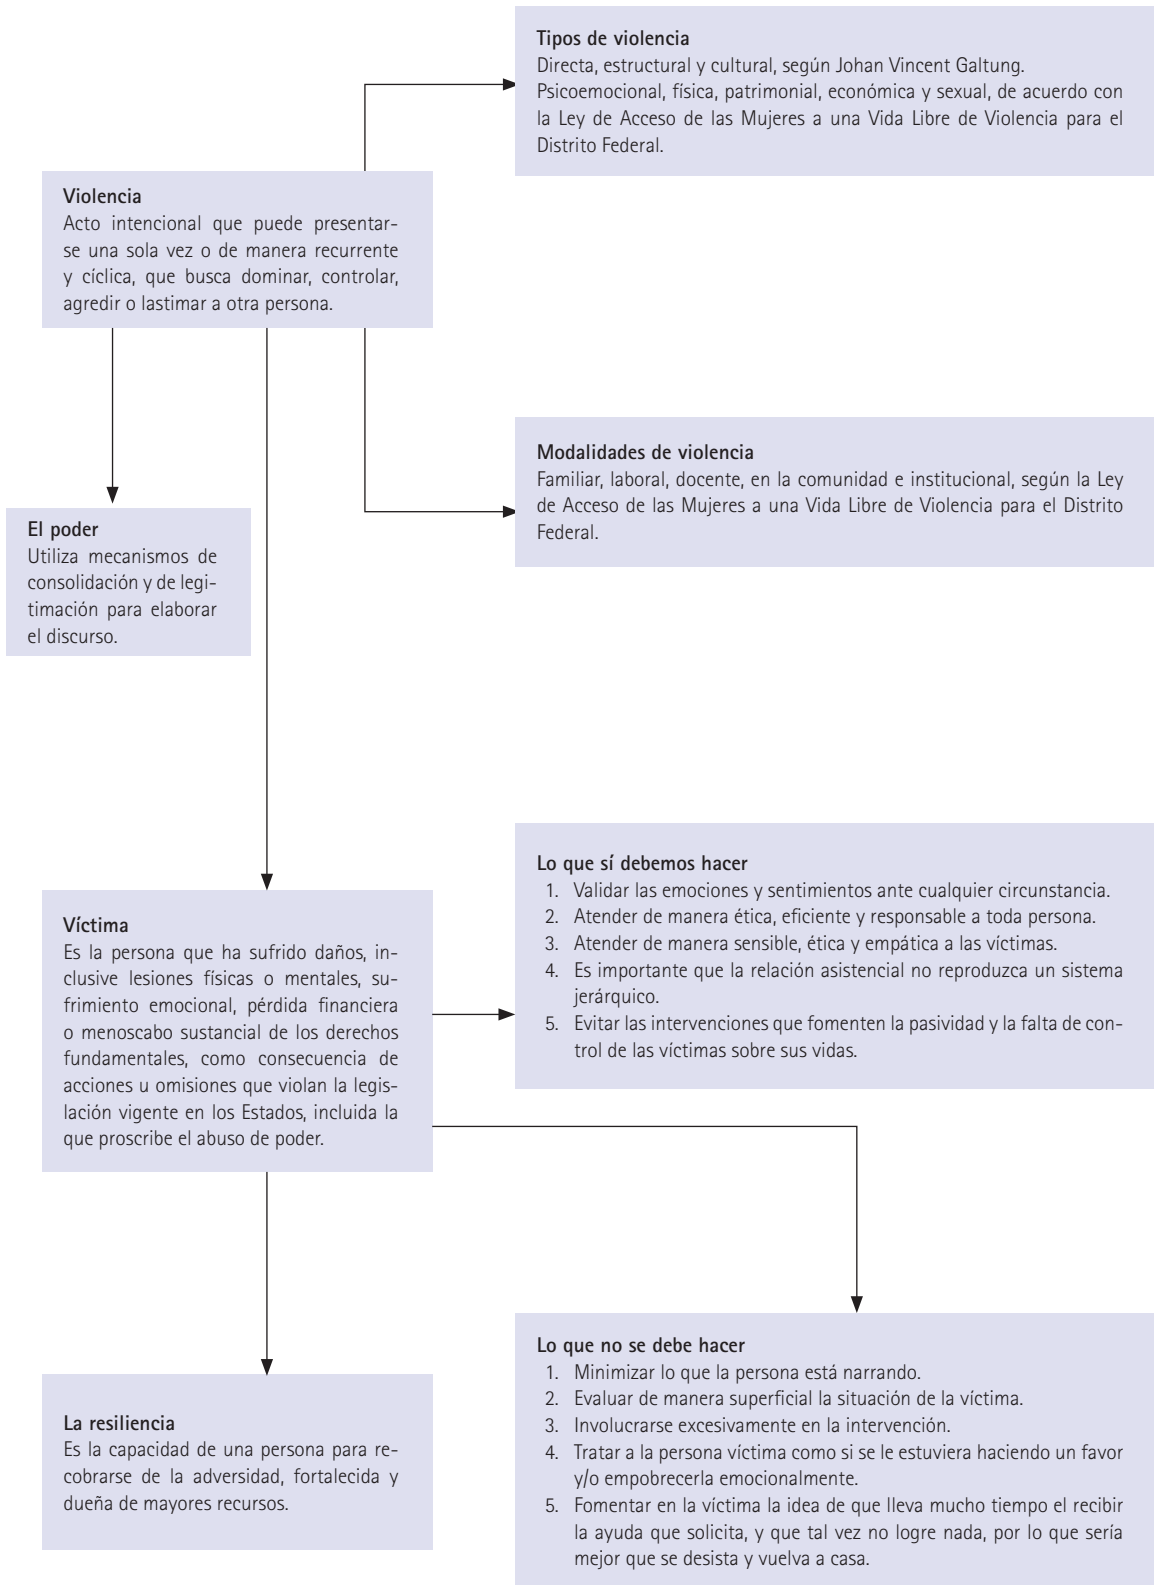 Tipos de violencia
Directa, estructural y cultural, según Johan Vincent Galtung.
Psicoemocional, física, patrimonial, económica y sexual, de acuerdo con
la Ley de Acceso de las Mujeres a una Vida Libre de Violencia para el
Distrito Federal.
Violencia
Acto intencional que puede presentar-
se una sola vez o de manera recurrente
y cíclica, que busca dominar, controlar,
agredir o lastimar a otra persona.
Modalidades de violencia
Familiar, laboral, docente, en la comunidad e institucional, según la Ley
de Acceso de las Mujeres a una Vida Libre de Violencia para el Distrito
Federal.
El poder
Utiliza mecanismos de
consolidación y de legi-
timación para elaborar
el discurso.
Lo que sí debemos hacer
1. Validar las emociones y sentimientos ante cualquier circunstancia.
2. Atender de manera ética, eficiente y responsable a toda persona.
3. Atender de manera sensible, ética y empática a las víctimas.
4. Es importante que la relación asistencial no reproduzca un sistema
jerárquico.
5. Evitar las intervenciones que fomenten la pasividad y la falta de con-
trol de las víctimas sobre sus vidas.
Víctima
Es la persona que ha sufrido daños, in-
clusive lesiones físicas o mentales, su-
frimiento emocional, pérdida financiera
o menoscabo sustancial de los derechos
fundamentales, como consecuencia de
acciones u omisiones que violan la legis-
lación vigente en los Estados, incluida la
que proscribe el abuso de poder.
Lo que no se debe hacer
1. Minimizar lo que la persona está narrando.
2. Evaluar de manera superficial la situación de la víctima.
3. Involucrarse excesivamente en la intervención.
4. Tratar a la persona víctima como si se le estuviera haciendo un favor
y/o empobrecerla emocionalmente.
5. Fomentar en la víctima la idea de que lleva mucho tiempo el recibir
la ayuda que solicita, y que tal vez no logre nada, por lo que sería
mejor que se desista y vuelva a casa.
La resiliencia
Es la capacidad de una persona para re-
cobrarse de la adversidad, fortalecida y
dueña de mayores recursos.